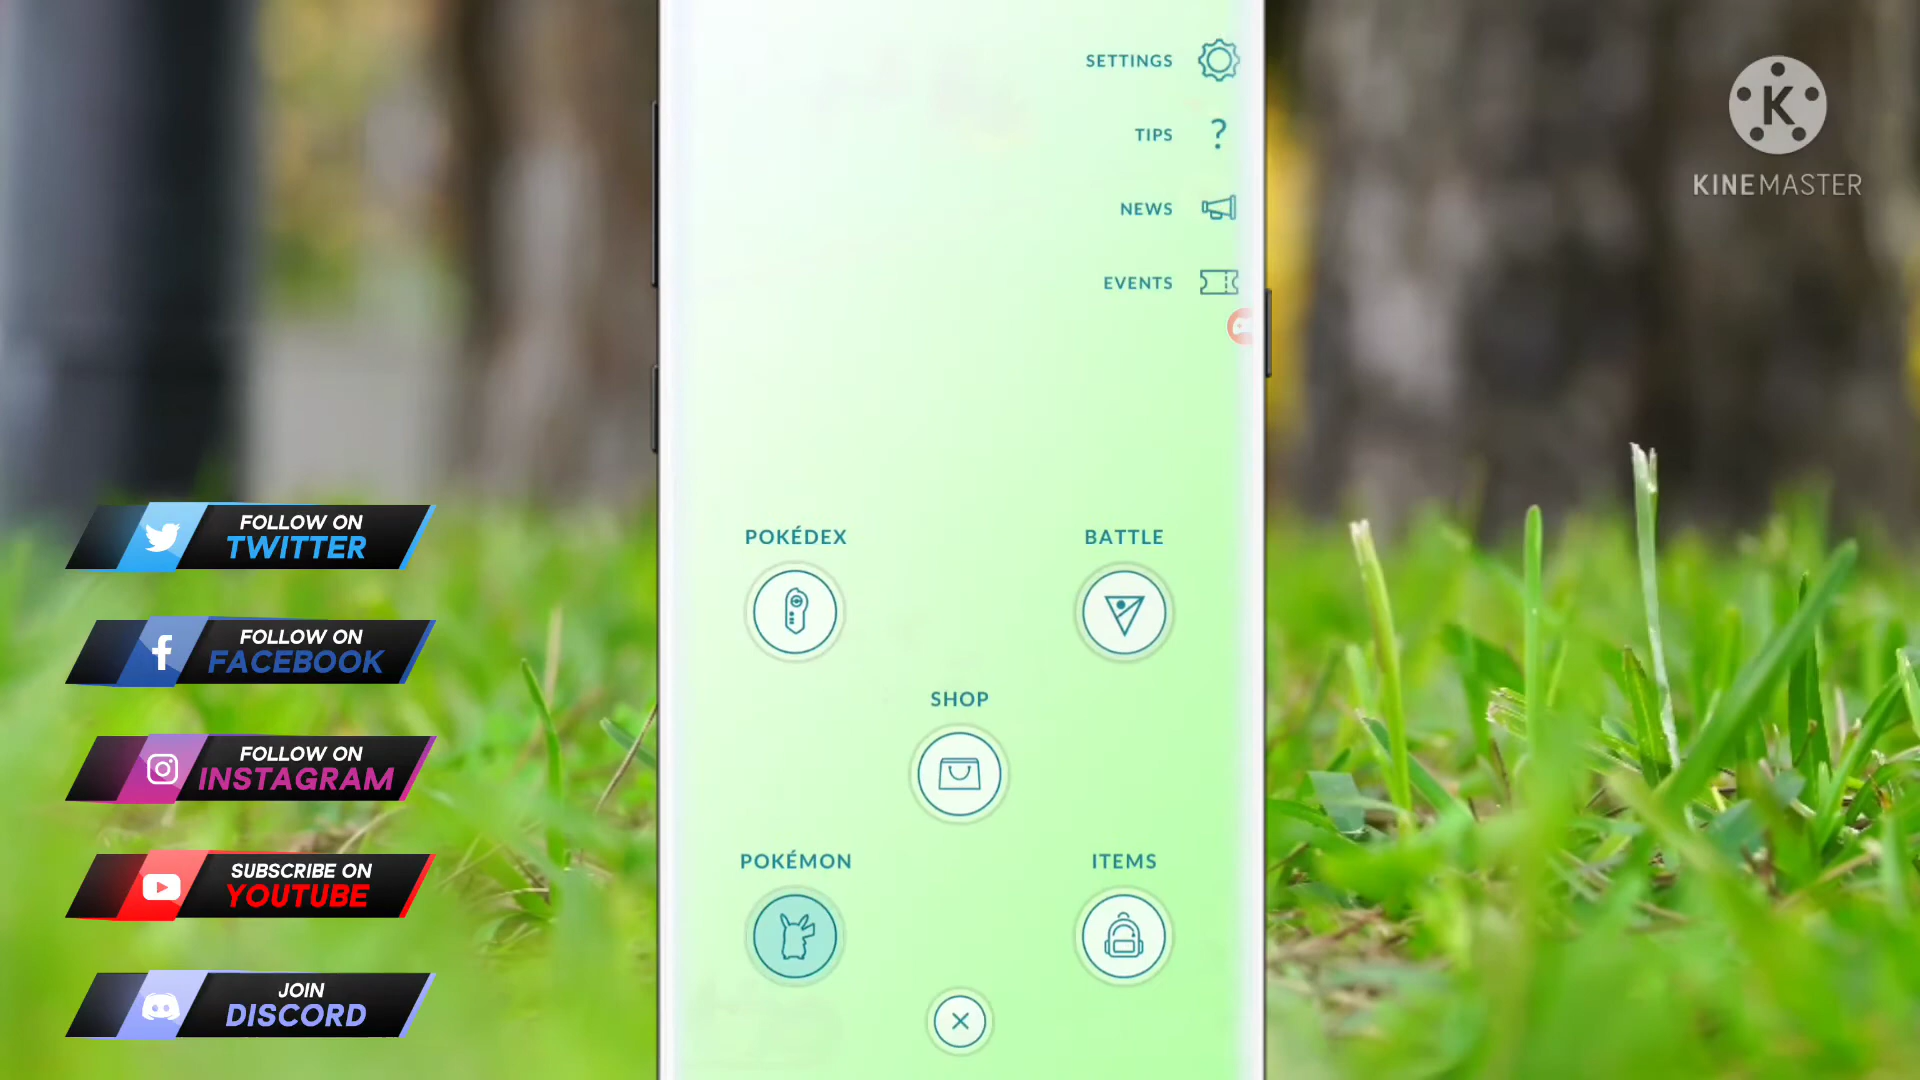 SETTINGS
TIPS
?
NEWS
EVENTS
K
KINEMASTER
FOLLOW ON
TWITTER
FOLLOW ON
FACEBOOK
FOLLOW ON
INSTAGRAM
SUBSCRIBE ON
YOUTUBE
JOIN
DISCORD
POKÉDEX
BATTLE
SHOP
POKÉMON
ITEMS